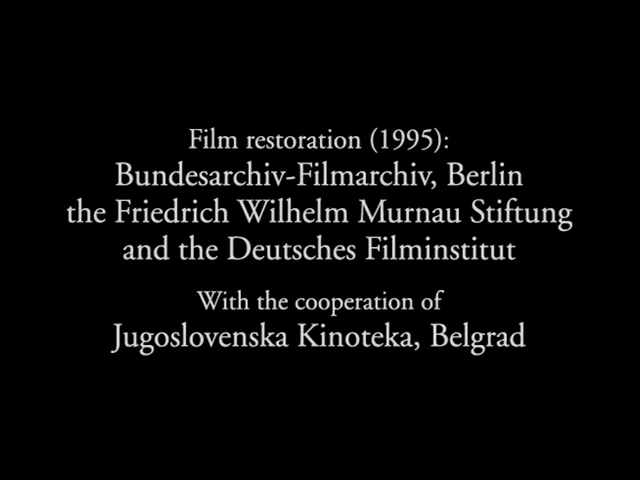 Film restoration (1995):
Bundesarchiv-Filmarchiv, Berlin
the Friedrich Wilhelm Murnau Stiftung
and the Deutsches Filminstitut
With the cooperation of
Jugoslovenska Kinoteka, Belgrad